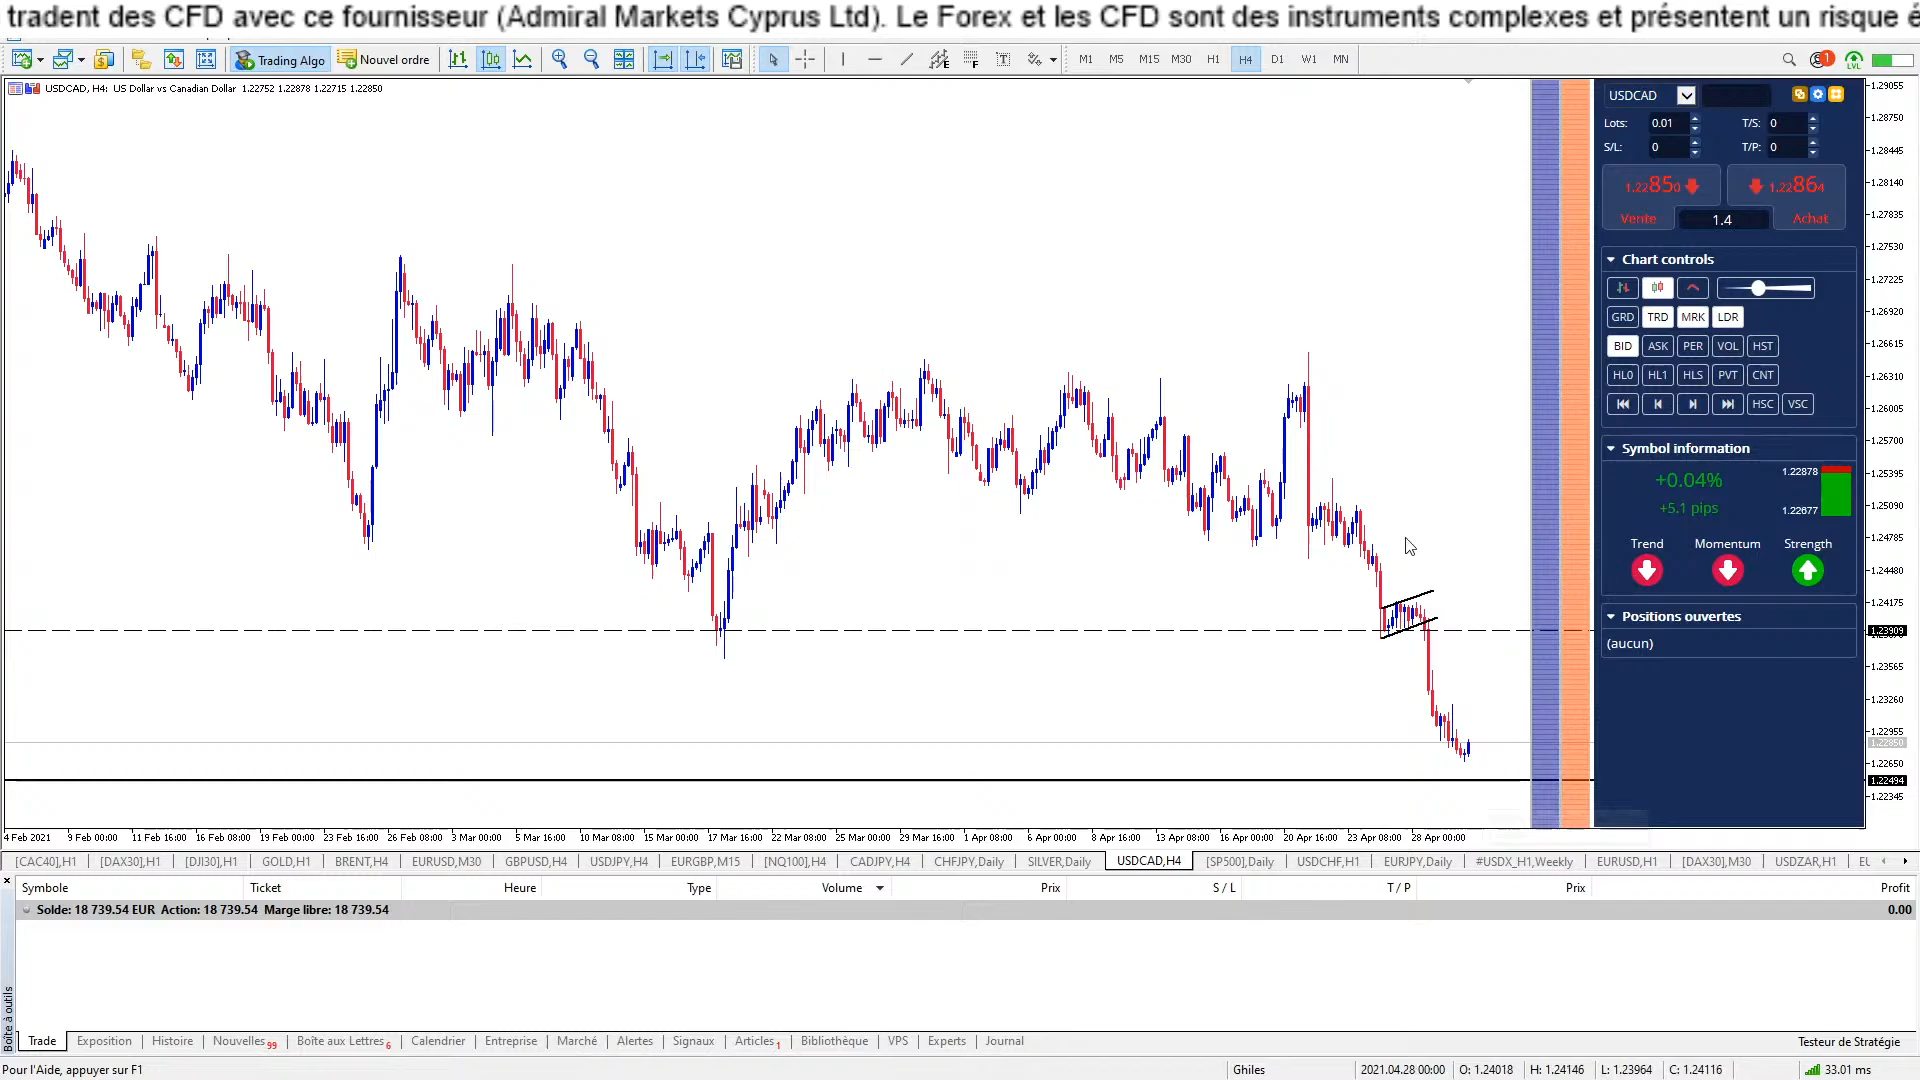 tradent des CFD avec ce fournisseur (Admiral Markets Cyprus Ltd). Le Forex et les CFD sont des instruments complexes et présentent un risque é
Trading Algo Nouvel ordre M1 M5 M15 M30 H1 H4 D1 W1 MN 1 LVL
USDCAD, H4: US Dollar vs Canadian Dollar 1.22752 1.22878 1.22715 1.22850
USDCAD
Lots: 0.01 T/S: 0
S/L: 0 T/P: 0
1.22850 1.22864
Vente 1.4 Achat
Chart controls
GRD TRD MRK LDR
BID ASK PER VOL HST
HL0 HL1 HLS PVT CNT
HSC VSC
Symbol information
+0.04% 1.22878
+5.1 pips 1.22677
Trend Momentum Strength
Positions ouvertes
(aucun)
1.29055
1.28750
1.28445
1.28140
1.27835
1.27530
1.27225
1.26920
1.26615
1.26310
1.26005
1.25700
1.25395
1.25090
1.24785
1.24480
1.24175
1.23909
1.23565
1.23260
1.22955
1.22850
1.22650
1.22494
1.22345
4 Feb 2021 9 Feb 00:00 11 Feb 16:00 16 Feb 08:00 19 Feb 00:00 23 Feb 16:00 26 Feb 08:00 3 Mar 00:00 5 Mar 16:00 10 Mar 08:00 15 Mar 00:00 17 Mar 16:00 22 Mar 08:00 25 Mar 00:00 29 Mar 16:00 1 Apr 08:00 6 Apr 00:00 8 Apr 16:00 13 Apr 08:00 16 Apr 00:00 20 Apr 16:00 23 Apr 08:00 28 Apr 00:00
[CAC40],H1 [DAX30],H1 [DJI30],H1 GOLD,H1 BRENT,H4 EURUSD,M30 GBPUSD,H4 USDJPY,H4 EURGBP,M15 [NQ100],H4 CADJPY,H4 CHFJPY,Daily SILVER,Daily USDCAD,H4 [SP500],Daily USDCHF,H1 EURJPY,Daily #USDX_H1,Weekly EURUSD,H1 [DAX30],M30 USDZAR,H1 EU
Symbole Ticket Heure Type Volume Prix S / L T / P Prix Profit
Solde: 18 739.54 EUR Action: 18 739.54 Marge libre: 18 739.54 0.00
Boîte à outils
Trade Exposition Histoire Nouvelles 99 Boîte aux Lettres 6 Calendrier Entreprise Marché Alertes Signaux Articles 1 Bibliothèque VPS Experts Journal Testeur de Stratégie
Pour l'Aide, appuyer sur F1 Ghiles 2021.04.28 00:00 O: 1.24018 H: 1.24146 L: 1.23964 C: 1.24116 33.01 ms